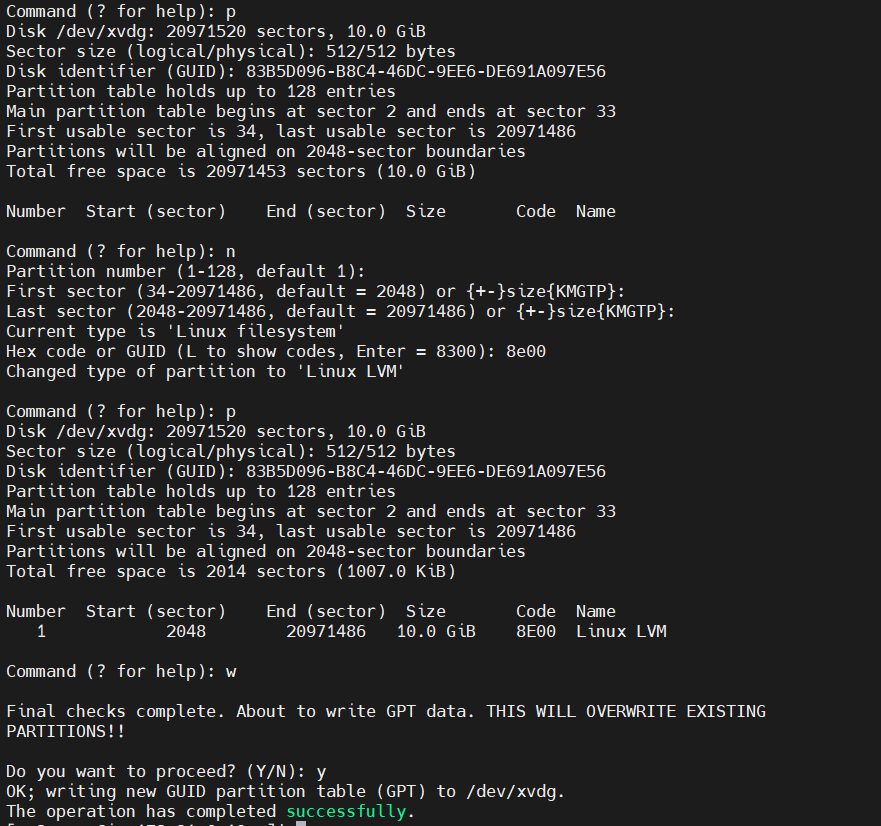 Command (? for help): p
Disk /dev/xvdg: 20971520 sectors, 10.0 GiB
Sector size (logical/physical): 512/512 bytes
Disk identifier (GUID): 83B5D096-B8C4-46DC-9EE6-DE691A097E56
Partition table holds up to 128 entries
Main partition table begins at sector 2 and ends at sector 33
First usable sector is 34, last usable sector is 20971486
Partitions will be aligned on 2048-sector boundaries
Total free space is 20971453 sectors (10.0 GiB)
Number  Start (sector)    End (sector)  Size       Code  Name
Command (? for help): n
Partition number (1-128, default 1):
First sector (34-20971486, default = 2048) or {+-}size{KMGTP}:
Last sector (2048-20971486, default = 20971486) or {+-}size{KMGTP}:
Current type is 'Linux filesystem'
Hex code or GUID (L to show codes, Enter = 8300): 8e00
Changed type of partition to 'Linux LVM'
Command (? for help): p
Disk /dev/xvdg: 20971520 sectors, 10.0 GiB
Sector size (logical/physical): 512/512 bytes
Disk identifier (GUID): 83B5D096-B8C4-46DC-9EE6-DE691A097E56
Partition table holds up to 128 entries
Main partition table begins at sector 2 and ends at sector 33
First usable sector is 34, last usable sector is 20971486
Partitions will be aligned on 2048-sector boundaries
Total free space is 2014 sectors (1007.0 KiB)
Number  Start (sector)    End (sector)  Size       Code  Name
   1            2048        20971486   10.0 GiB    8E00  Linux LVM
Command (? for help): w
Final checks complete. About to write GPT data. THIS WILL OVERWRITE EXISTING
PARTITIONS!!
Do you want to proceed? (Y/N): y
OK; writing new GUID partition table (GPT) to /dev/xvdg.
The operation has completed successfully.